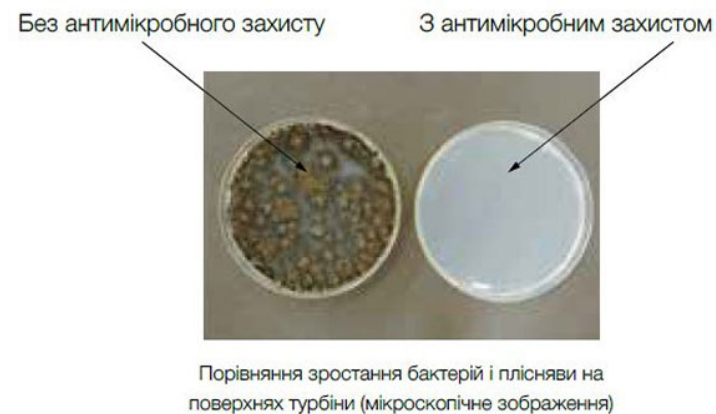 Без антимікробного захисту
З антимікробним захистом
Порівняння зростання бактерій і плісняви на
поверхнях турбіни (мікроскопічне зображення)